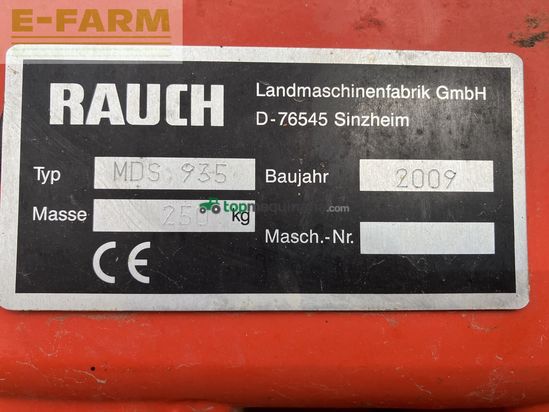 E-FARM
RAUCH
Landmaschinenfabrik GmbH
D-76545 Sinzheim
Typ MDS 935
Baujahr 2009
Masse kg
Masch.-Nr.
CE